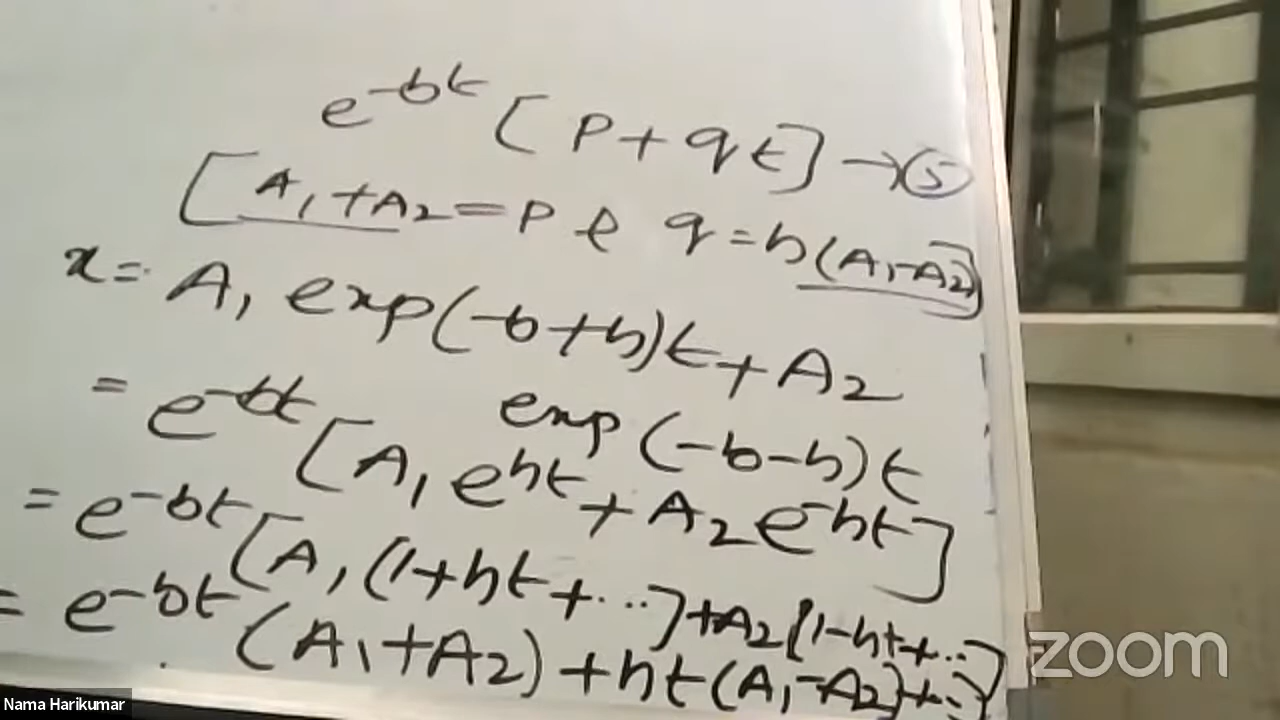 e^{-bt} [P + qt] → ⑤
[A₁ + A₂ = P & q = h(A₁ - A₂)]
x = A₁ exp(-b+h)t + A₂
exp(-b-h)t
= e^{-bt} [A₁ e^{ht} + A₂ e^{-ht}]
= e^{-bt} [A₁ (1 + ht + ...] + A₂ [1 - ht + ...]
= e^{-bt} (A₁ + A₂) + ht (A₁ - A₂) + ...]
zoom
Nama Harikumar